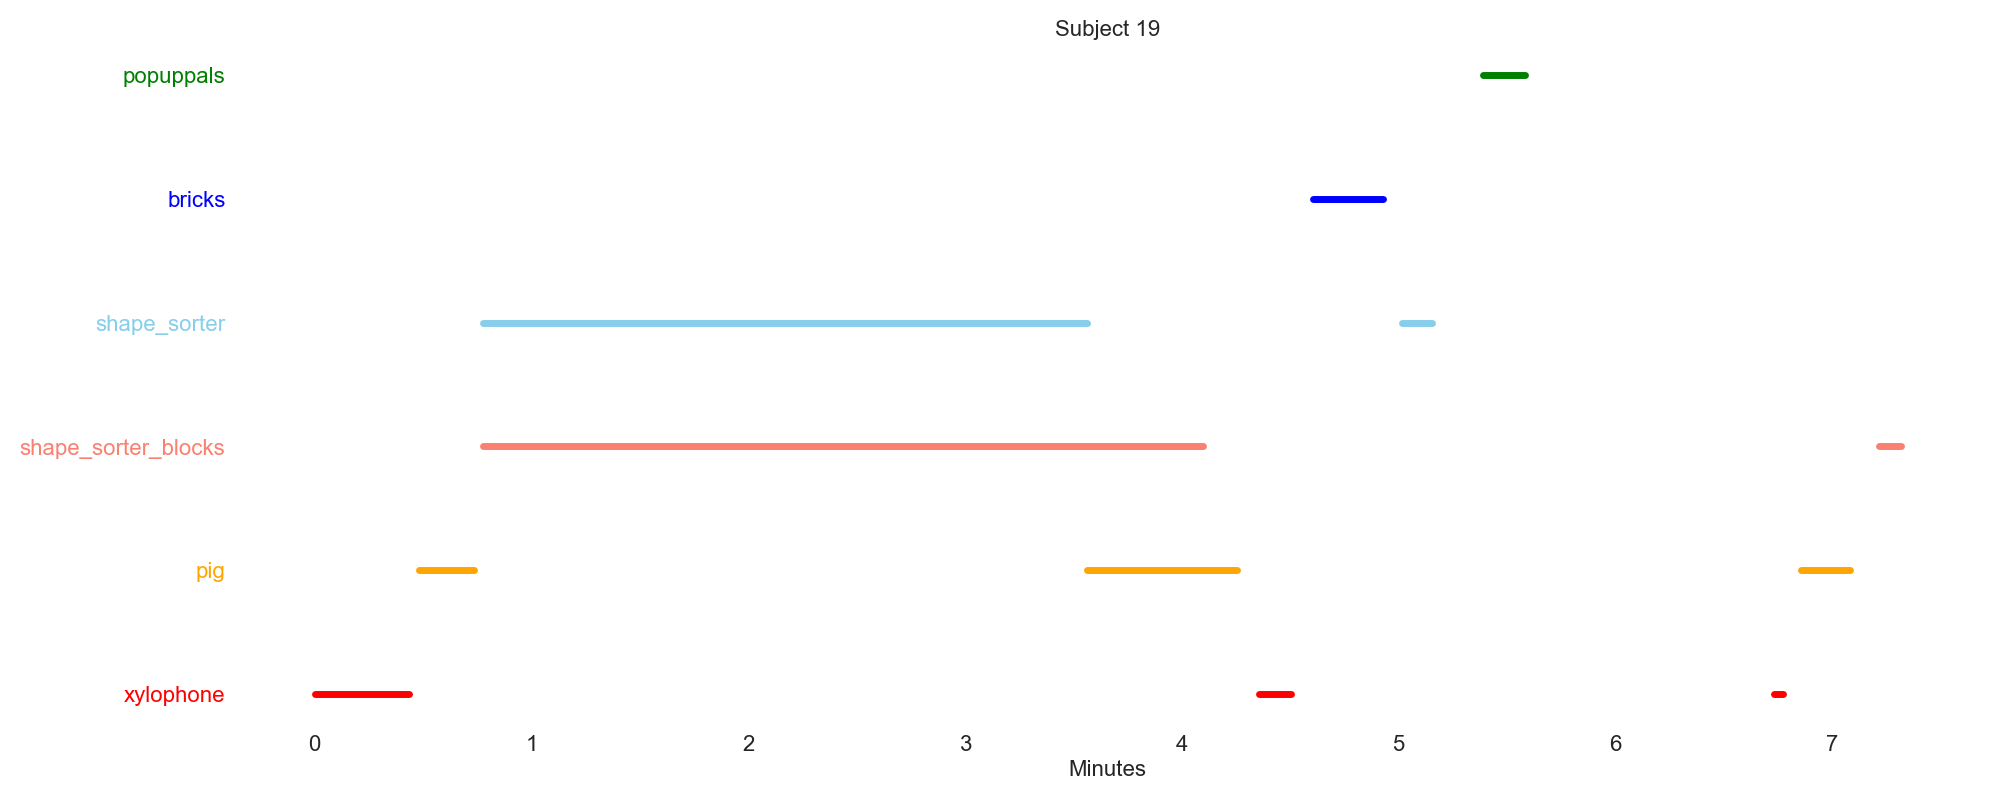 Subject 19
popuppals
bricks
shape_sorter
shape_sorter_blocks
pig
xylophone
0 1 2 3 4 5 6 7
Minutes